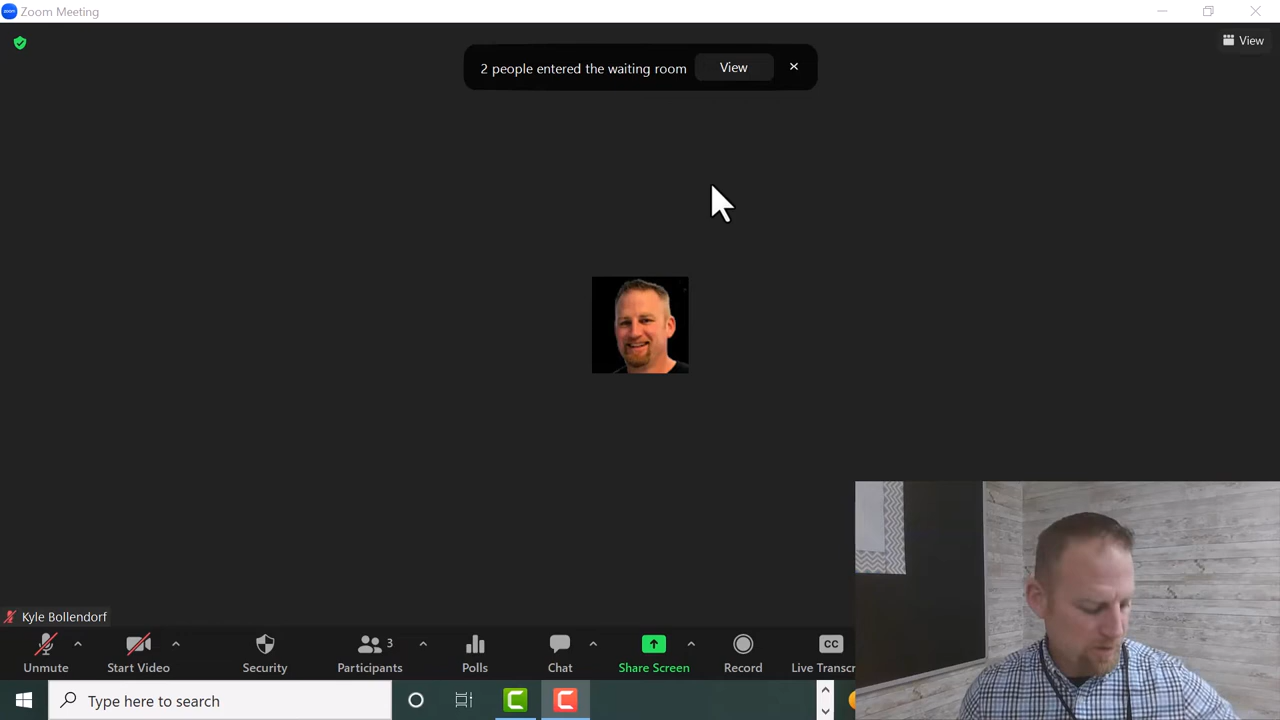 Zoom Meeting
View
2 people entered the waiting room View
Kyle Bollendorf
Unmute Start Video Security Participants 3 Polls Chat Share Screen Record CC Live Transcr
Type here to search